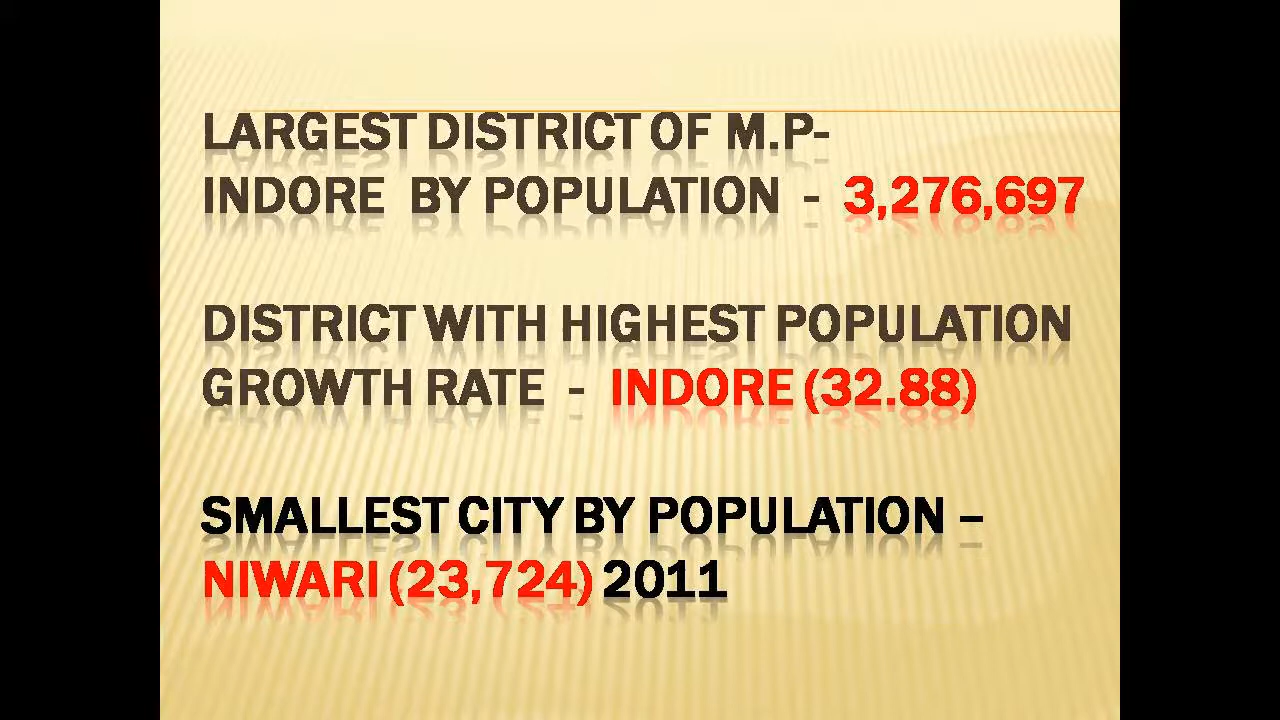 LARGEST DISTRICT OF M.P-
INDORE BY POPULATION - 3,276,697
DISTRICT WITH HIGHEST POPULATION
GROWTH RATE - INDORE (32.88)
SMALLEST CITY BY POPULATION –
NIWARI (23,724) 2011